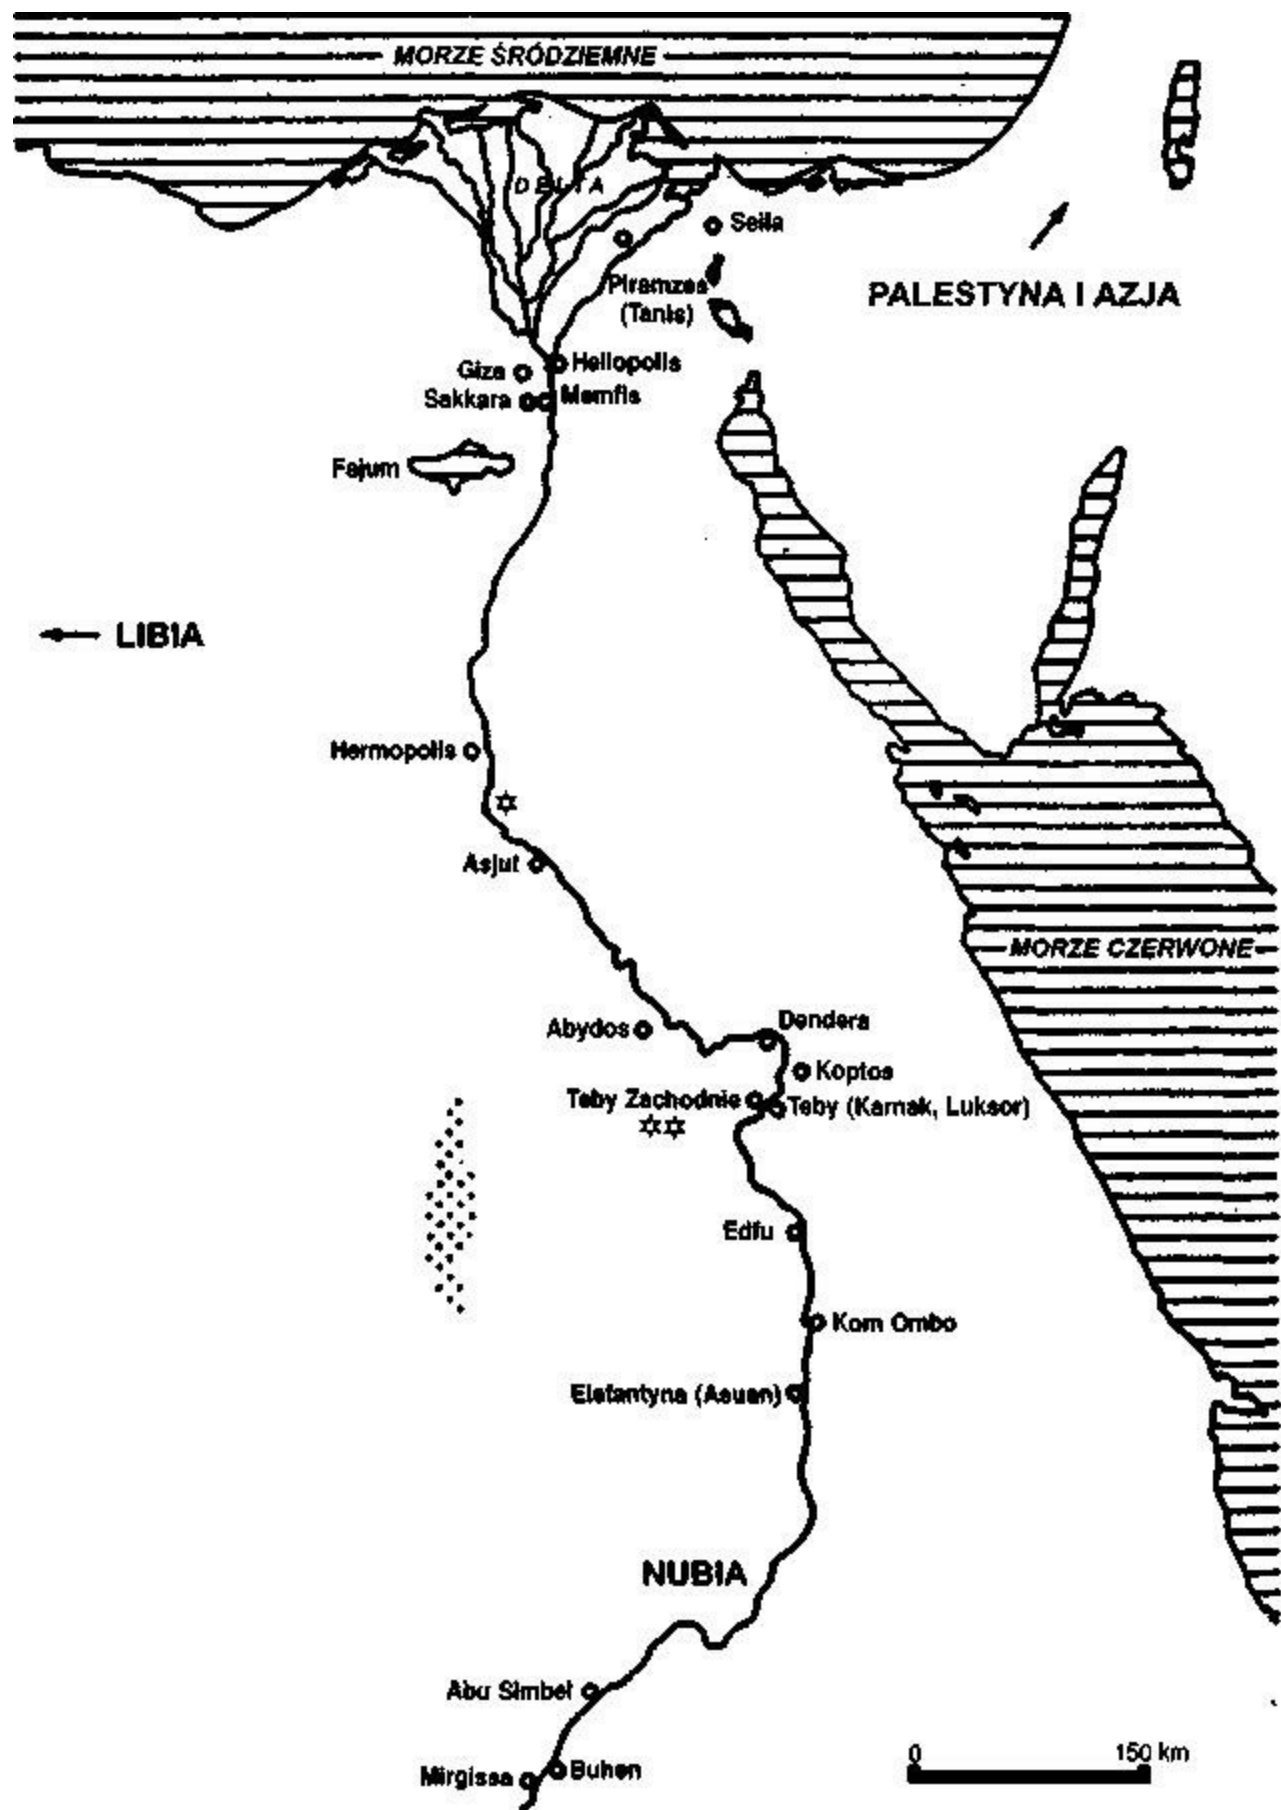 MORZE ŚRÓDZIEMNE
DELTA
Seila
Piramzes
(Tanis)
PALESTYNA I AZJA
Giza
Heliopolis
Sakkara
Memfis
Fajum
LIBIA
Hermopolis
Asjut
MORZE CZERWONE
Abydos
Dendera
Koptos
Teby Zachodnie
Teby (Karnak, Luksor)
Edfu
Kom Ombo
Elefantyna (Asuan)
NUBIA
Abu Simbel
0 150 km
Mirgissa
Buhen